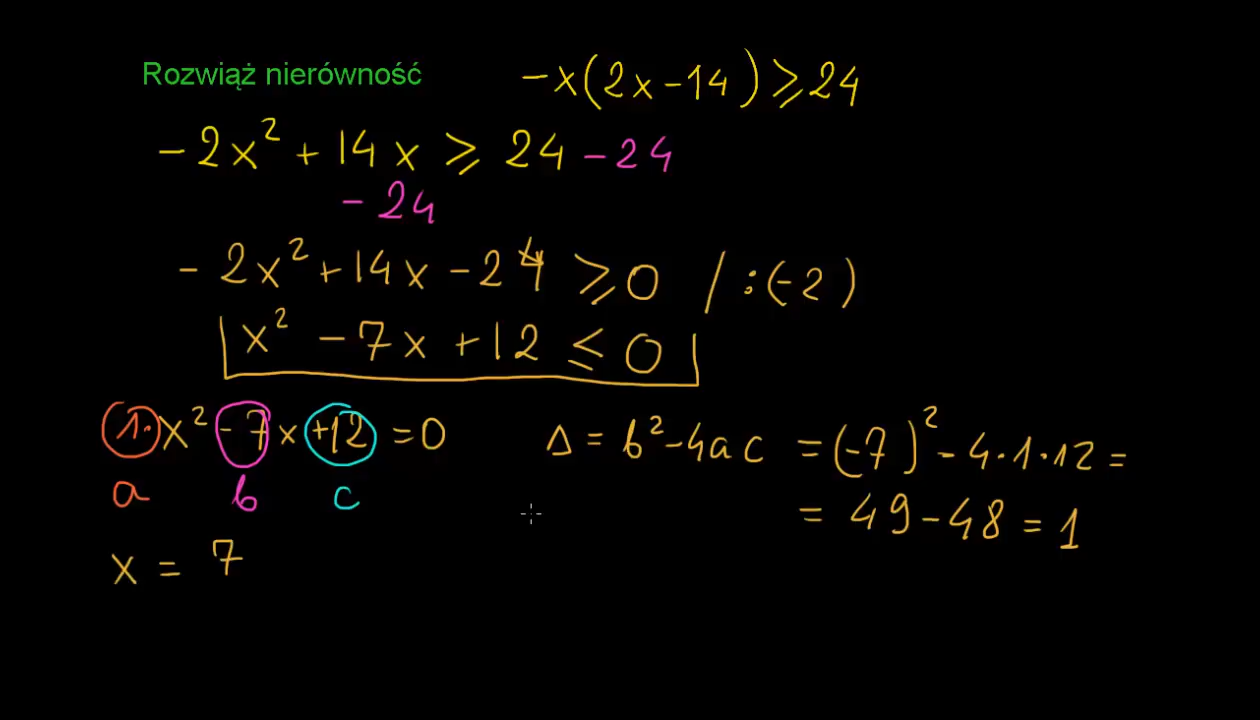 Rozwiąż nierówność -x(2x-14)≥24
-2x²+14x≥24-24
-24
-2x²+14x-24≥0 /:(-2)
x²-7x+12≤0
1·x²-7x+12=0 Δ=b²-4ac=(-7)²-4·1·12=
a b c =49-48=1
x=7